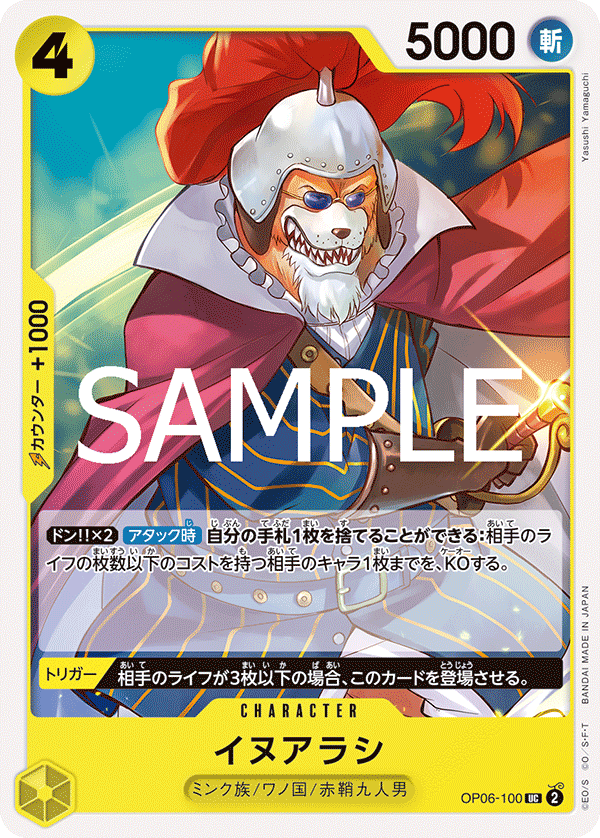 4
5000
斬
Yasushi Yamaguchi
カウンター +1000
SAMPLE
ドン!!×2 アタック時 自分の手札1枚を捨てることができる:相手のラ
イフの枚数以下のコストを持つ相手のキャラ1枚までを、KOする。
トリガー 相手のライフが3枚以下の場合、このカードを登場させる。
CHARACTER
イヌアラシ
ミンク族/ワノ国/赤鞘九人男
OP06-100 UC 2
©EO/S ©O/S・F・T BANDAI MADE IN JAPAN